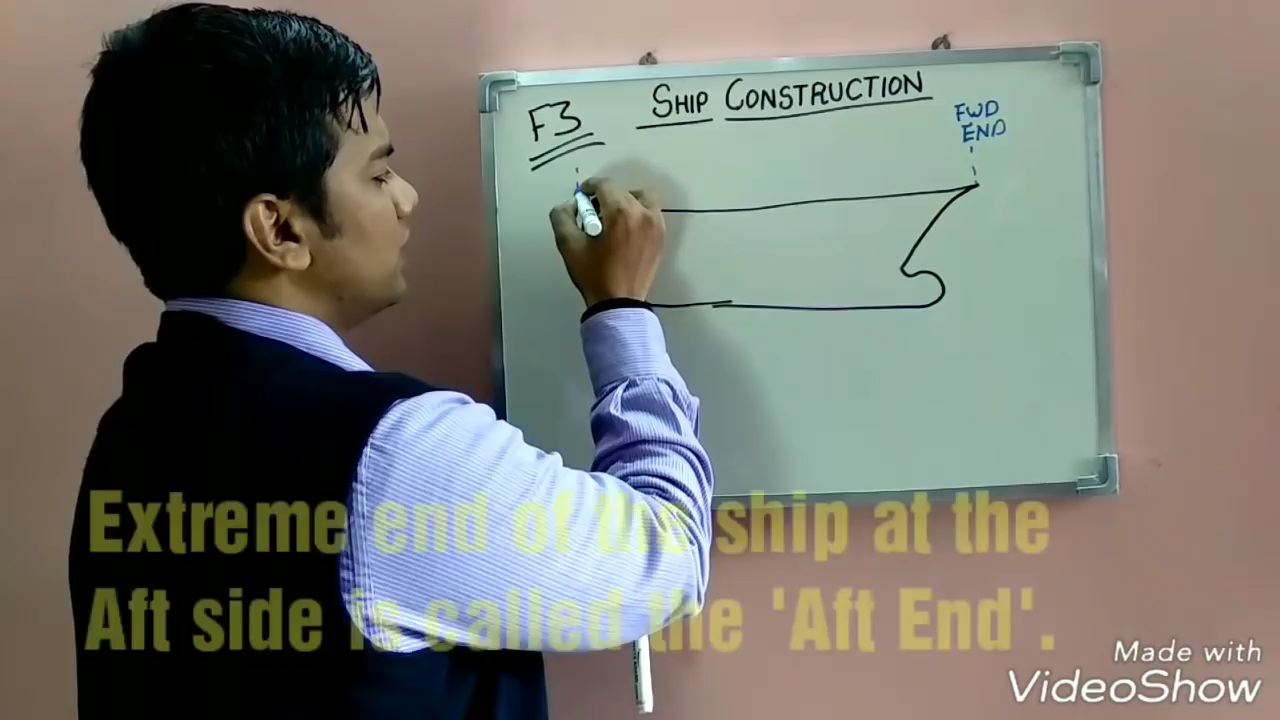 SHIP CONSTRUCTION
F3
FWD
END
Extreme end of the ship at the
Aft side is called the 'Aft End'.
Made with
VideoShow